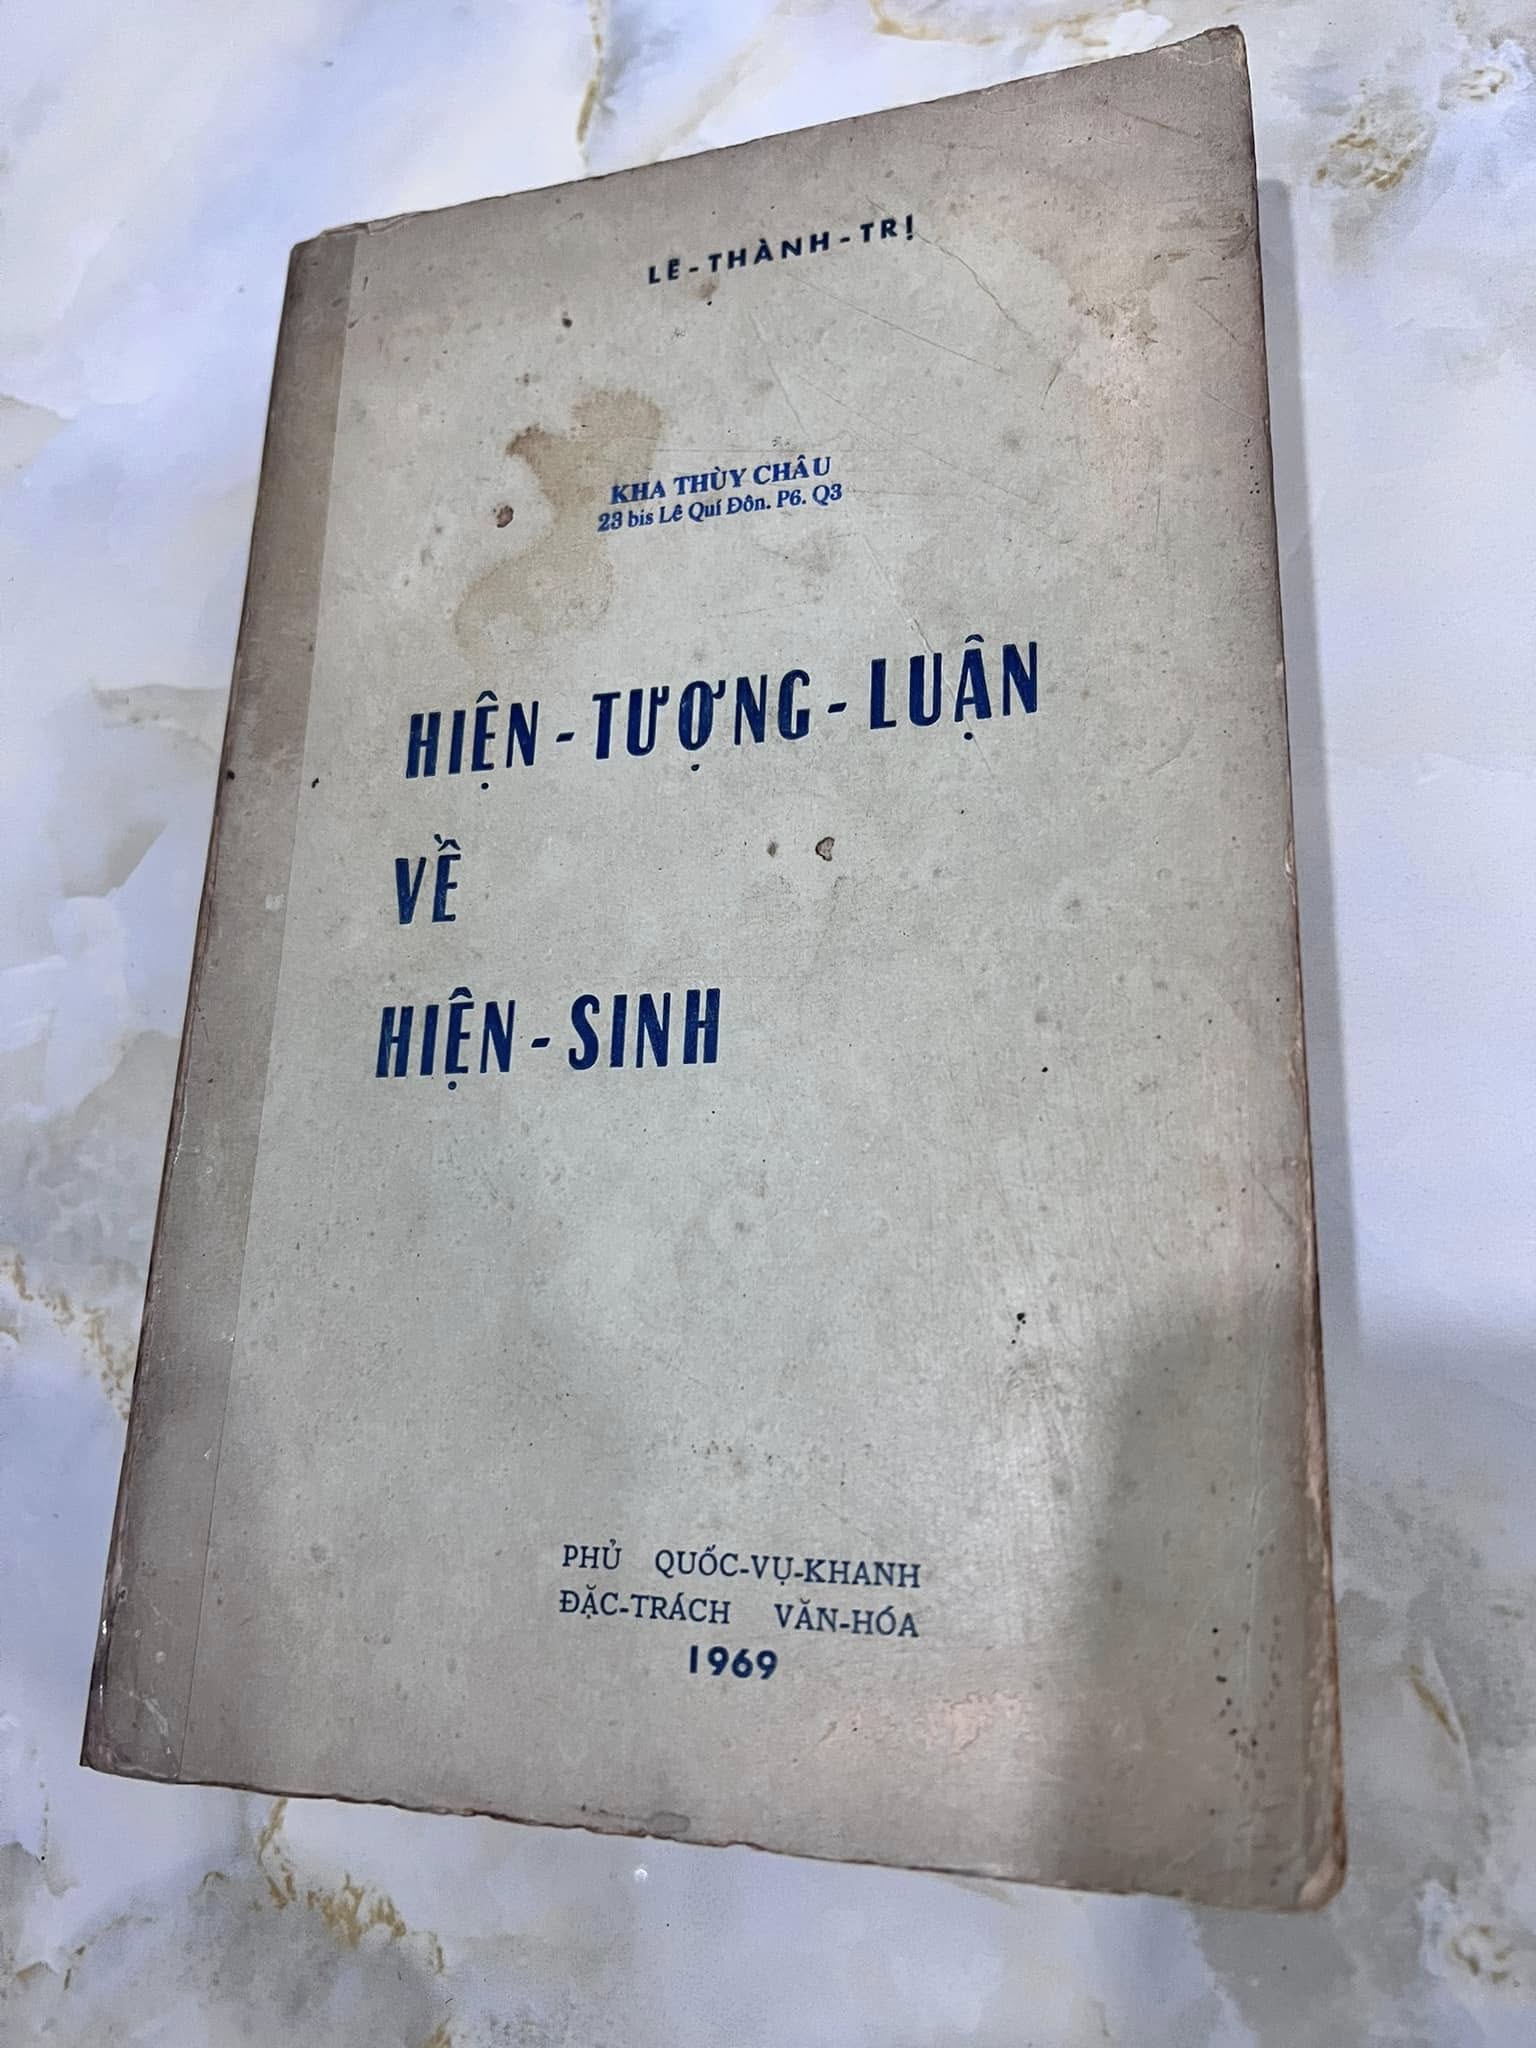 LÊ-THÀNH-TRỊ
KHA THÙY CHÂU
23 bis Lê Quí Đôn. P6. Q3
HIỆN-TƯỢNG-LUẬN
VỀ
HIỆN-SINH
PHỦ QUỐC-VỤ-KHANH
ĐẶC-TRÁCH VĂN-HÓA
1969